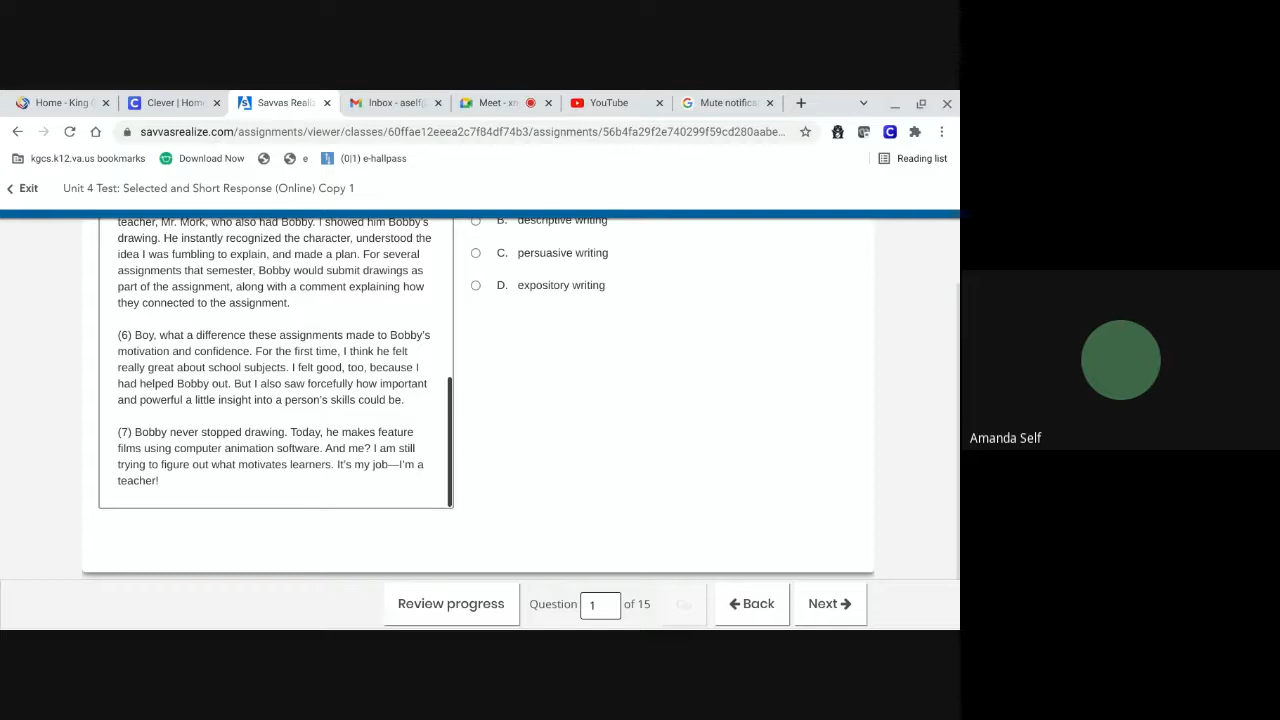 Home - King
Clever | Hom
Savvas Realiz
Inbox - aself@
Meet - xn
YouTube
Mute notifica
savvasrealize.com/assignments/viewer/classes/60ffae12eeea2c7f84df74b3/assignments/56b4fa29f2e740299f59cd280aabe...
kgcs.k12.va.us bookmarks
Download Now
e
(0|1) e-hallpass
Reading list
Exit
Unit 4 Test: Selected and Short Response (Online) Copy 1
teacher, Mr. Mork, who also had Bobby. I showed him Bobby's
drawing. He instantly recognized the character, understood the
idea I was fumbling to explain, and made a plan. For several
assignments that semester, Bobby would submit drawings as
part of the assignment, along with a comment explaining how
they connected to the assignment.
(6) Boy, what a difference these assignments made to Bobby's
motivation and confidence. For the first time, I think he felt
really great about school subjects. I felt good, too, because I
had helped Bobby out. But I also saw forcefully how important
and powerful a little insight into a person's skills could be.
(7) Bobby never stopped drawing. Today, he makes feature
films using computer animation software. And me? I am still
trying to figure out what motivates learners. It's my job—I'm a
teacher!
B. descriptive writing
C. persuasive writing
D. expository writing
Review progress
Question 1 of 15
Back
Next
Amanda Self